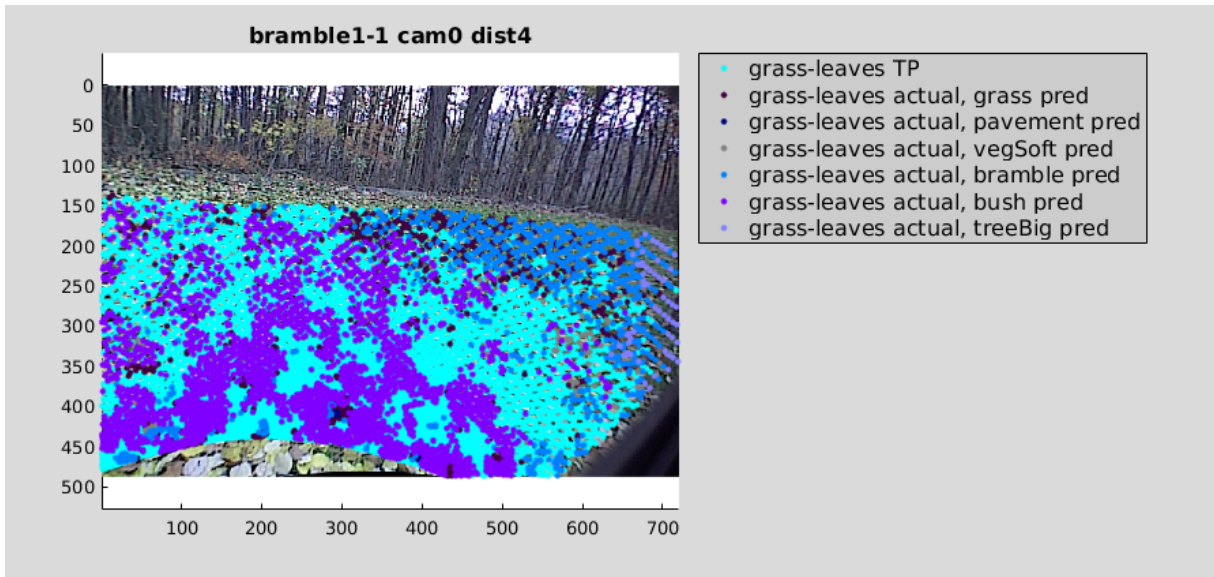 bramble1-1 cam0 dist4
0
50
100
150
200
250
300
350
400
450
500
100 200 300 400 500 600 700
grass-leaves TP
grass-leaves actual, grass pred
grass-leaves actual, pavement pred
grass-leaves actual, vegSoft pred
grass-leaves actual, bramble pred
grass-leaves actual, bush pred
grass-leaves actual, treeBig pred